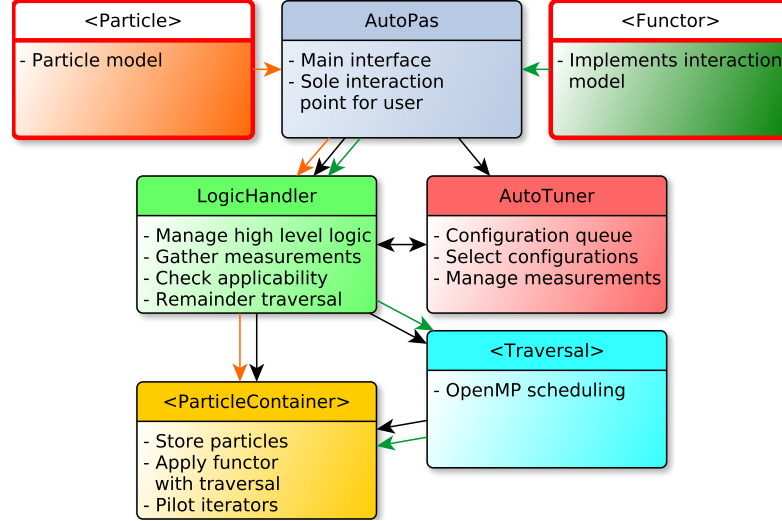 <Particle>
- Particle model
AutoPas
- Main interface
- Sole interaction
point for user
<Functor>
- Implements interaction
model
LogicHandler
- Manage high level logic
- Gather measurements
- Check applicability
- Remainder traversal
AutoTuner
- Configuration queue
- Select configurations
- Manage measurements
<Traversal>
- OpenMP scheduling
<ParticleContainer>
- Store particles
- Apply functor
with traversal
- Pilot iterators